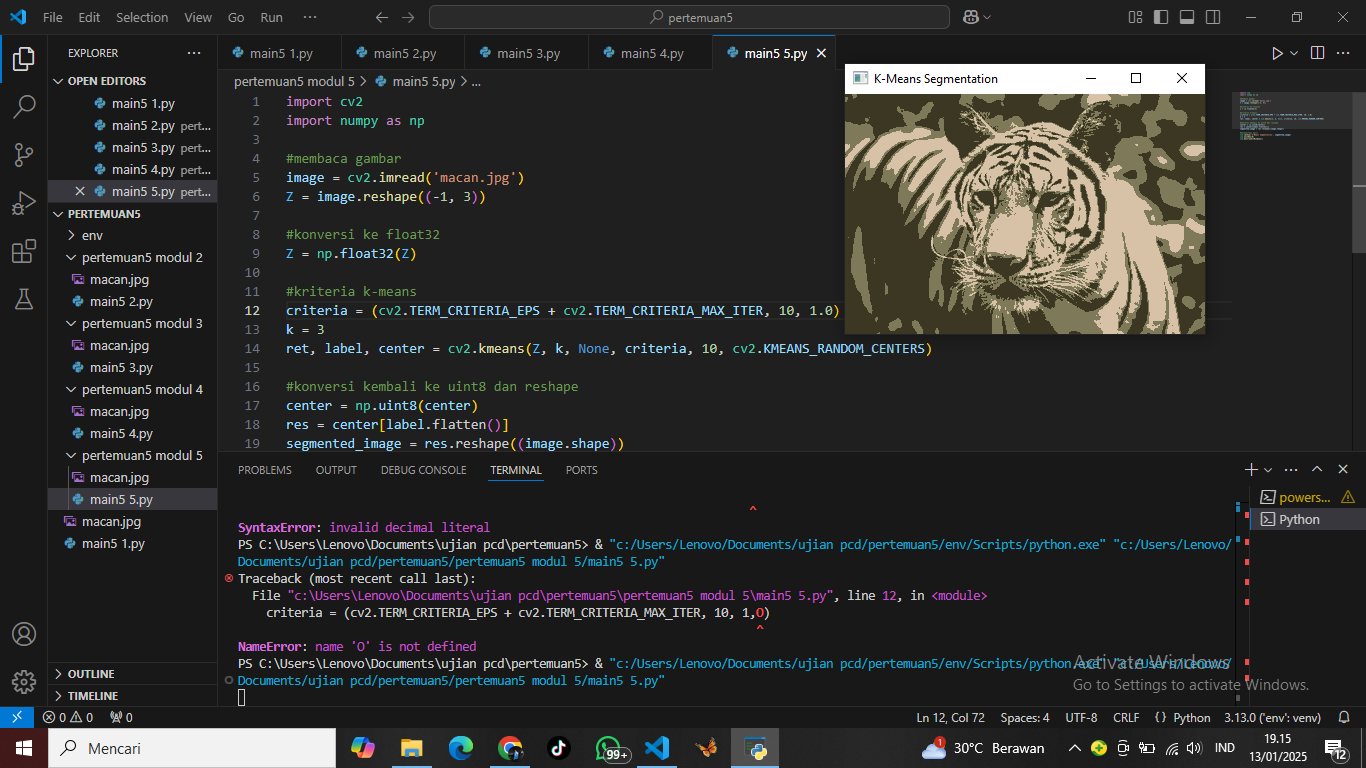 File Edit Selection View Go Run ··· pertemuan5
EXPLORER ···
OPEN EDITORS
main5 1.py
main5 2.py pert...
main5 3.py pert...
main5 4.py pert...
main5 5.py pert...
PERTEMUAN5
env
pertemuan5 modul 2
macan.jpg
main5 2.py
pertemuan5 modul 3
macan.jpg
main5 3.py
pertemuan5 modul 4
macan.jpg
main5 4.py
pertemuan5 modul 5
macan.jpg
main5 5.py
macan.jpg
main5 1.py
OUTLINE
TIMELINE
main5 1.py main5 2.py main5 3.py main5 4.py main5 5.py
pertemuan5 modul 5 > main5 5.py > ...
1 import cv2
2 import numpy as np
3
4 #membaca gambar
5 image = cv2.imread('macan.jpg')
6 Z = image.reshape((-1, 3))
7
8 #konversi ke float32
9 Z = np.float32(Z)
10
11 #kriteria k-means
12 criteria = (cv2.TERM_CRITERIA_EPS + cv2.TERM_CRITERIA_MAX_ITER, 10, 1.0)
13 k = 3
14 ret, label, center = cv2.kmeans(Z, k, None, criteria, 10, cv2.KMEANS_RANDOM_CENTERS)
15
16 #konversi kembali ke uint8 dan reshape
17 center = np.uint8(center)
18 res = center[label.flatten()]
19 segmented_image = res.reshape((image.shape))
K-Means Segmentation
PROBLEMS OUTPUT DEBUG CONSOLE TERMINAL PORTS
^
SyntaxError: invalid decimal literal
PS C:\Users\Lenovo\Documents\ujian pcd\pertemuan5> & "c:/Users/Lenovo/Documents/ujian pcd/pertemuan5/env/Scripts/python.exe" "c:/Users/Lenovo/
Documents/ujian pcd/pertemuan5/pertemuan5 modul 5/main5 5.py"
Traceback (most recent call last):
File "c:\Users\Lenovo\Documents\ujian pcd\pertemuan5\pertemuan5 modul 5\main5 5.py", line 12, in <module>
criteria = (cv2.TERM_CRITERIA_EPS + cv2.TERM_CRITERIA_MAX_ITER, 10, 1,O)
^
NameError: name 'O' is not defined
PS C:\Users\Lenovo\Documents\ujian pcd\pertemuan5> & "c:/Users/Lenovo/Documents/ujian pcd/pertemuan5/env/Scripts/python.exe" "c:/Users/Lenovo/
Documents/ujian pcd/pertemuan5/pertemuan5 modul 5/main5 5.py"
powers...
Python
Activate Windows
Go to Settings to activate Windows.
0 0 0 Ln 12, Col 72 Spaces: 4 UTF-8 CRLF {} Python 3.13.0 ('env': venv)
Mencari 99+ 1 30°C Berawan IND 19.15
13/01/2025 12